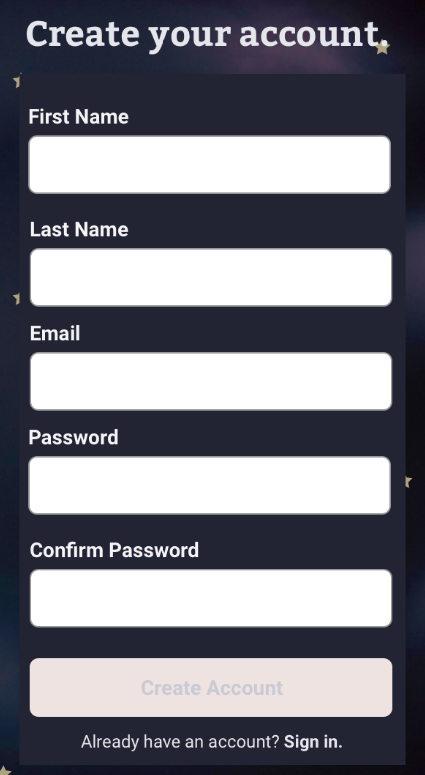 Create your account.
First Name
Last Name
Email
Password
Confirm Password
Create Account
Already have an account? Sign in.